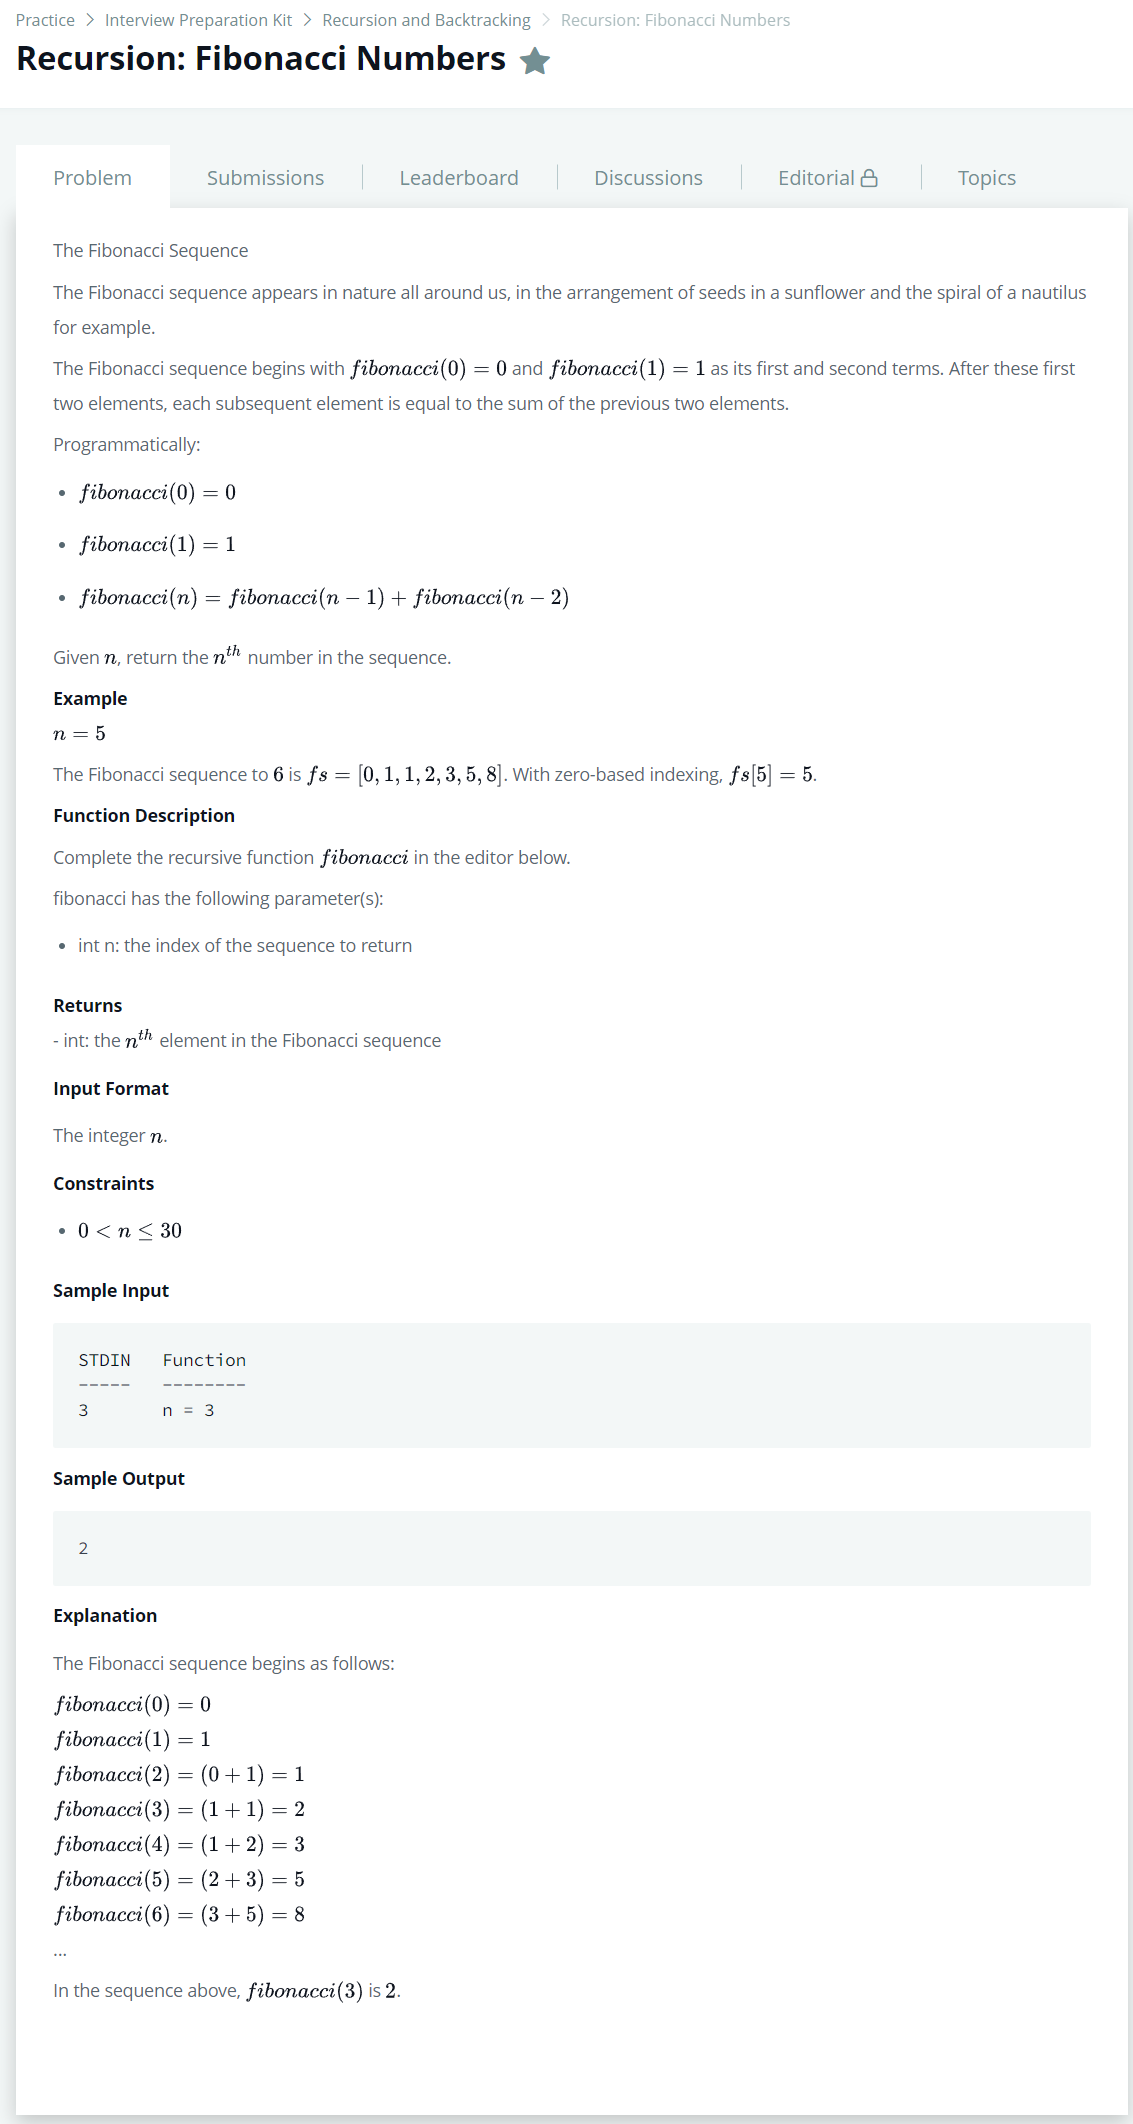 Practice > Interview Preparation Kit > Recursion and Backtracking > Recursion: Fibonacci Numbers
Recursion: Fibonacci Numbers
Problem Submissions Leaderboard Discussions Editorial Topics
The Fibonacci Sequence
The Fibonacci sequence appears in nature all around us, in the arrangement of seeds in a sunflower and the spiral of a nautilus
for example.
The Fibonacci sequence begins with fibonacci(0) = 0 and fibonacci(1) = 1 as its first and second terms. After these first
two elements, each subsequent element is equal to the sum of the previous two elements.
Programmatically:
• fibonacci(0) = 0
• fibonacci(1) = 1
• fibonacci(n) = fibonacci(n − 1) + fibonacci(n − 2)
Given n, return the n^th number in the sequence.
Example
n = 5
The Fibonacci sequence to 6 is fs = [0, 1, 1, 2, 3, 5, 8]. With zero-based indexing, fs[5] = 5.
Function Description
Complete the recursive function fibonacci in the editor below.
fibonacci has the following parameter(s):
• int n: the index of the sequence to return
Returns
- int: the n^th element in the Fibonacci sequence
Input Format
The integer n.
Constraints
• 0 < n ≤ 30
Sample Input
STDIN   Function
-----   --------
3       n = 3
Sample Output
2
Explanation
The Fibonacci sequence begins as follows:
fibonacci(0) = 0
fibonacci(1) = 1
fibonacci(2) = (0 + 1) = 1
fibonacci(3) = (1 + 1) = 2
fibonacci(4) = (1 + 2) = 3
fibonacci(5) = (2 + 3) = 5
fibonacci(6) = (3 + 5) = 8
...
In the sequence above, fibonacci(3) is 2.